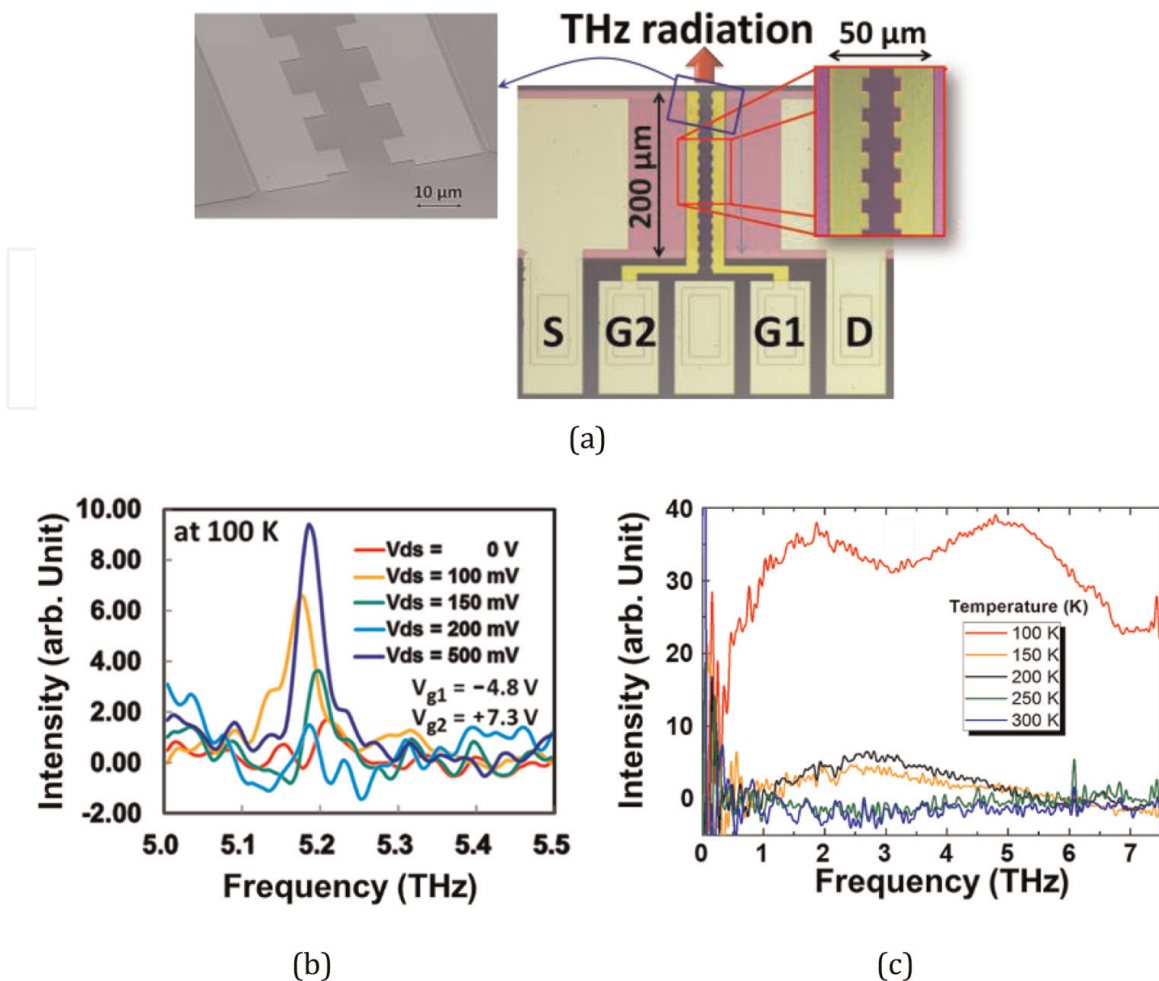 THz radiation
50 μm
10 μm
200 μm
S
G2
G1
D
(a)
at 100 K
Vds = 0 V
Vds = 100 mV
Vds = 150 mV
Vds = 200 mV
Vds = 500 mV
Vg1 = −4.8 V
Vg2 = +7.3 V
10.00
8.00
6.00
4.00
2.00
0.00
-2.00
Intensity (arb. Unit)
5.0 5.1 5.2 5.3 5.4 5.5
Frequency (THz)
(b)
40
30
20
10
0
Intensity (arb. Unit)
Temperature (K)
100 K
150 K
200 K
250 K
300 K
0 1 2 3 4 5 6 7
Frequency (THz)
(c)